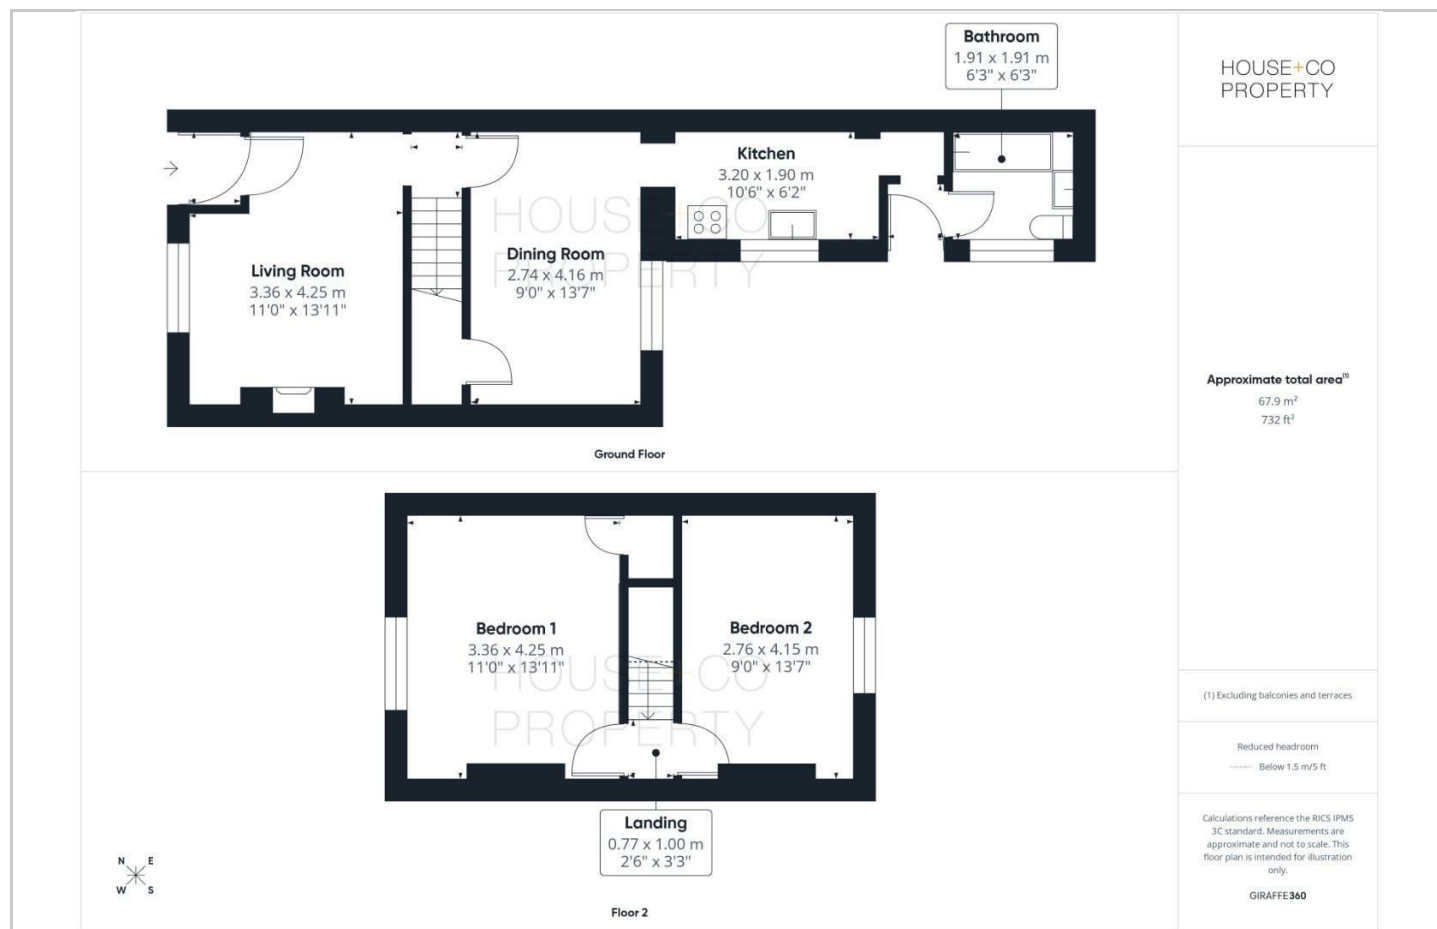 Bathroom
1.91 x 1.91 m
6'3" x 6'3"
HOUSE+CO
PROPERTY
Kitchen
3.20 x 1.90 m
10'6" x 6'2"
HOUSE+CO
PROPERTY
Dining Room
2.74 x 4.16 m
9'0" x 13'7"
Living Room
3.36 x 4.25 m
11'0" x 13'11"
Ground Floor
Approximate total area(1)
67.9 m²
732 ft²
Bedroom 1
3.36 x 4.25 m
11'0" x 13'11"
Bedroom 2
2.76 x 4.15 m
9'0" x 13'7"
HOUSE+CO
PROPERTY
Landing
0.77 x 1.00 m
2'6" x 3'3"
N E
W S
Floor 2
(1) Excluding balconies and terraces
Reduced headroom
Below 1.5 m/5 ft
Calculations reference the RICS IPMS
3C standard. Measurements are
approximate and not to scale. This
floor plan is intended for illustration
only.
GIRAFFE360